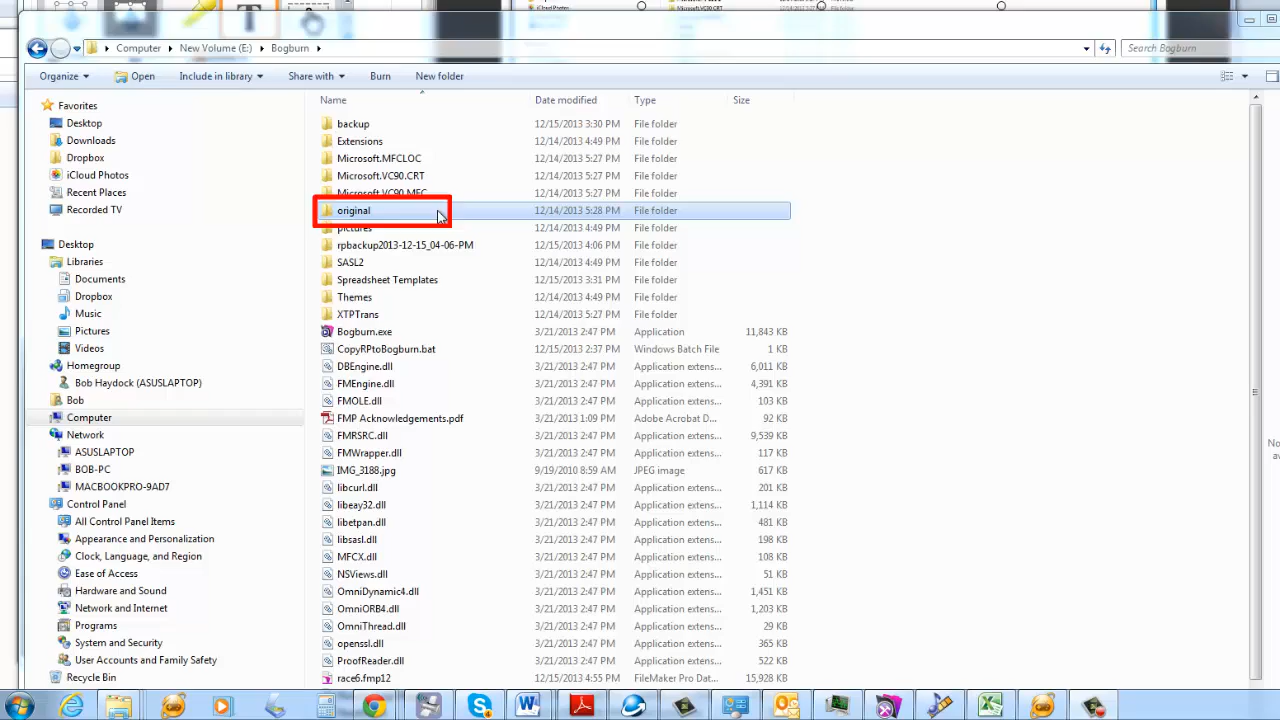 iCloud Photos
Microsoft.VC90.CRT 12/14/2013 5:27 PM File folder
Computer New Volume (E:) Bogburn Search Bogburn
Organize Open Include in library Share with Burn New folder
Name Date modified Type Size
Favorites
Desktop
Downloads
Dropbox
iCloud Photos
Recent Places
Recorded TV
Desktop
Libraries
Documents
Dropbox
Music
Pictures
Videos
Homegroup
Bob Haydock (ASUSLAPTOP)
Bob
Computer
Network
ASUSLAPTOP
BOB-PC
MACBOOKPRO-9AD7
Control Panel
All Control Panel Items
Appearance and Personalization
Clock, Language, and Region
Ease of Access
Hardware and Sound
Network and Internet
Programs
System and Security
User Accounts and Family Safety
Recycle Bin
backup 12/15/2013 3:30 PM File folder
Extensions 12/14/2013 4:49 PM File folder
Microsoft.MFCLOC 12/14/2013 5:27 PM File folder
Microsoft.VC90.CRT 12/14/2013 5:27 PM File folder
Microsoft.VC90.MFC 12/14/2013 5:27 PM File folder
original 12/14/2013 5:28 PM File folder
pictures 12/14/2013 4:49 PM File folder
rpbackup2013-12-15_04-06-PM 12/15/2013 4:06 PM File folder
SASL2 12/14/2013 4:49 PM File folder
Spreadsheet Templates 12/15/2013 3:31 PM File folder
Themes 12/14/2013 4:49 PM File folder
XTPTrans 12/14/2013 5:27 PM File folder
Bogburn.exe 3/21/2013 2:47 PM Application 11,843 KB
CopyRPtoBogburn.bat 12/15/2013 2:37 PM Windows Batch File 1 KB
DBEngine.dll 3/21/2013 2:47 PM Application extens... 6,011 KB
FMEngine.dll 3/21/2013 2:47 PM Application extens... 4,391 KB
FMOLE.dll 3/21/2013 2:47 PM Application extens... 103 KB
FMP Acknowledgements.pdf 3/21/2013 1:09 PM Adobe Acrobat D... 92 KB
FMRSRC.dll 3/21/2013 2:47 PM Application extens... 9,539 KB
FMWrapper.dll 3/21/2013 2:47 PM Application extens... 117 KB
IMG_3188.jpg 9/19/2010 8:59 AM JPEG image 617 KB
libcurl.dll 3/21/2013 2:47 PM Application extens... 201 KB
libeay32.dll 3/21/2013 2:47 PM Application extens... 1,114 KB
libetpan.dll 3/21/2013 2:47 PM Application extens... 481 KB
libsasl.dll 3/21/2013 2:47 PM Application extens... 198 KB
MFCX.dll 3/21/2013 2:47 PM Application extens... 108 KB
NSViews.dll 3/21/2013 2:47 PM Application extens... 51 KB
OmniDynamic4.dll 3/21/2013 2:47 PM Application extens... 1,451 KB
OmniORB4.dll 3/21/2013 2:47 PM Application extens... 1,203 KB
OmniThread.dll 3/21/2013 2:47 PM Application extens... 29 KB
openssl.dll 3/21/2013 2:47 PM Application extens... 365 KB
ProofReader.dll 3/21/2013 2:47 PM Application extens... 522 KB
race6.fmp12 12/15/2013 4:55 PM FileMaker Pro Da... 15,928 KB
No